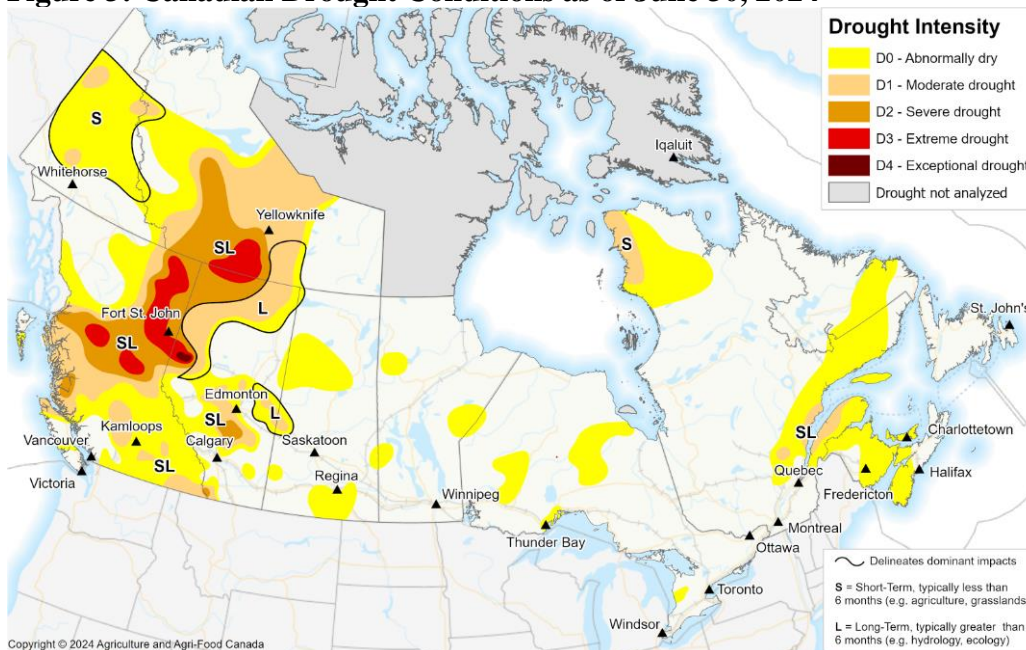 Figure 3: Canadian Drought Conditions as of June 30, 2024
Drought Intensity
D0 - Abnormally dry
D1 - Moderate drought
D2 - Severe drought
D3 - Extreme drought
D4 - Exceptional drought
Drought not analyzed
S
Whitehorse
Iqaluit
Yellowknife
SL
S
L
Fort St. John
St. John's
SL
Edmonton
L
SL
Kamloops
Vancouver
Calgary
Saskatoon
SL
Victoria
Regina
Winnipeg
Thunder Bay
SL
Charlottetown
Quebec
Halifax
Fredericton
Montreal
Ottawa
Toronto
Windsor
Delineates dominant impacts
S = Short-Term, typically less than
6 months (e.g. agriculture, grasslands
L = Long-Term, typically greater than
6 months (e.g. hydrology, ecology)
Copyright © 2024 Agriculture and Agri-Food Canada